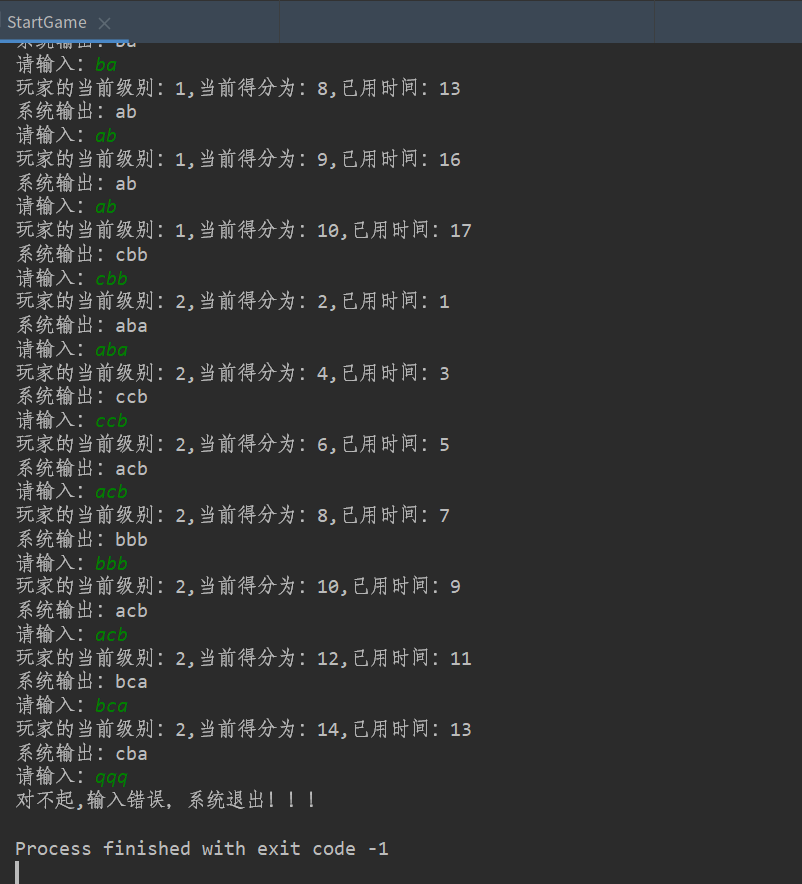 StartGame
系统输出: ba
请输入: ba
玩家的当前级别: 1,当前得分为: 8,已用时间: 13
系统输出: ab
请输入: ab
玩家的当前级别: 1,当前得分为: 9,已用时间: 16
系统输出: ab
请输入: ab
玩家的当前级别: 1,当前得分为: 10,已用时间: 17
系统输出: cbb
请输入: cbb
玩家的当前级别: 2,当前得分为: 2,已用时间: 1
系统输出: aba
请输入: aba
玩家的当前级别: 2,当前得分为: 4,已用时间: 3
系统输出: ccb
请输入: ccb
玩家的当前级别: 2,当前得分为: 6,已用时间: 5
系统输出: acb
请输入: acb
玩家的当前级别: 2,当前得分为: 8,已用时间: 7
系统输出: bbb
请输入: bbb
玩家的当前级别: 2,当前得分为: 10,已用时间: 9
系统输出: acb
请输入: acb
玩家的当前级别: 2,当前得分为: 12,已用时间: 11
系统输出: bca
请输入: bca
玩家的当前级别: 2,当前得分为: 14,已用时间: 13
系统输出: cba
请输入: qqq
对不起,输入错误，系统退出！！！
Process finished with exit code -1